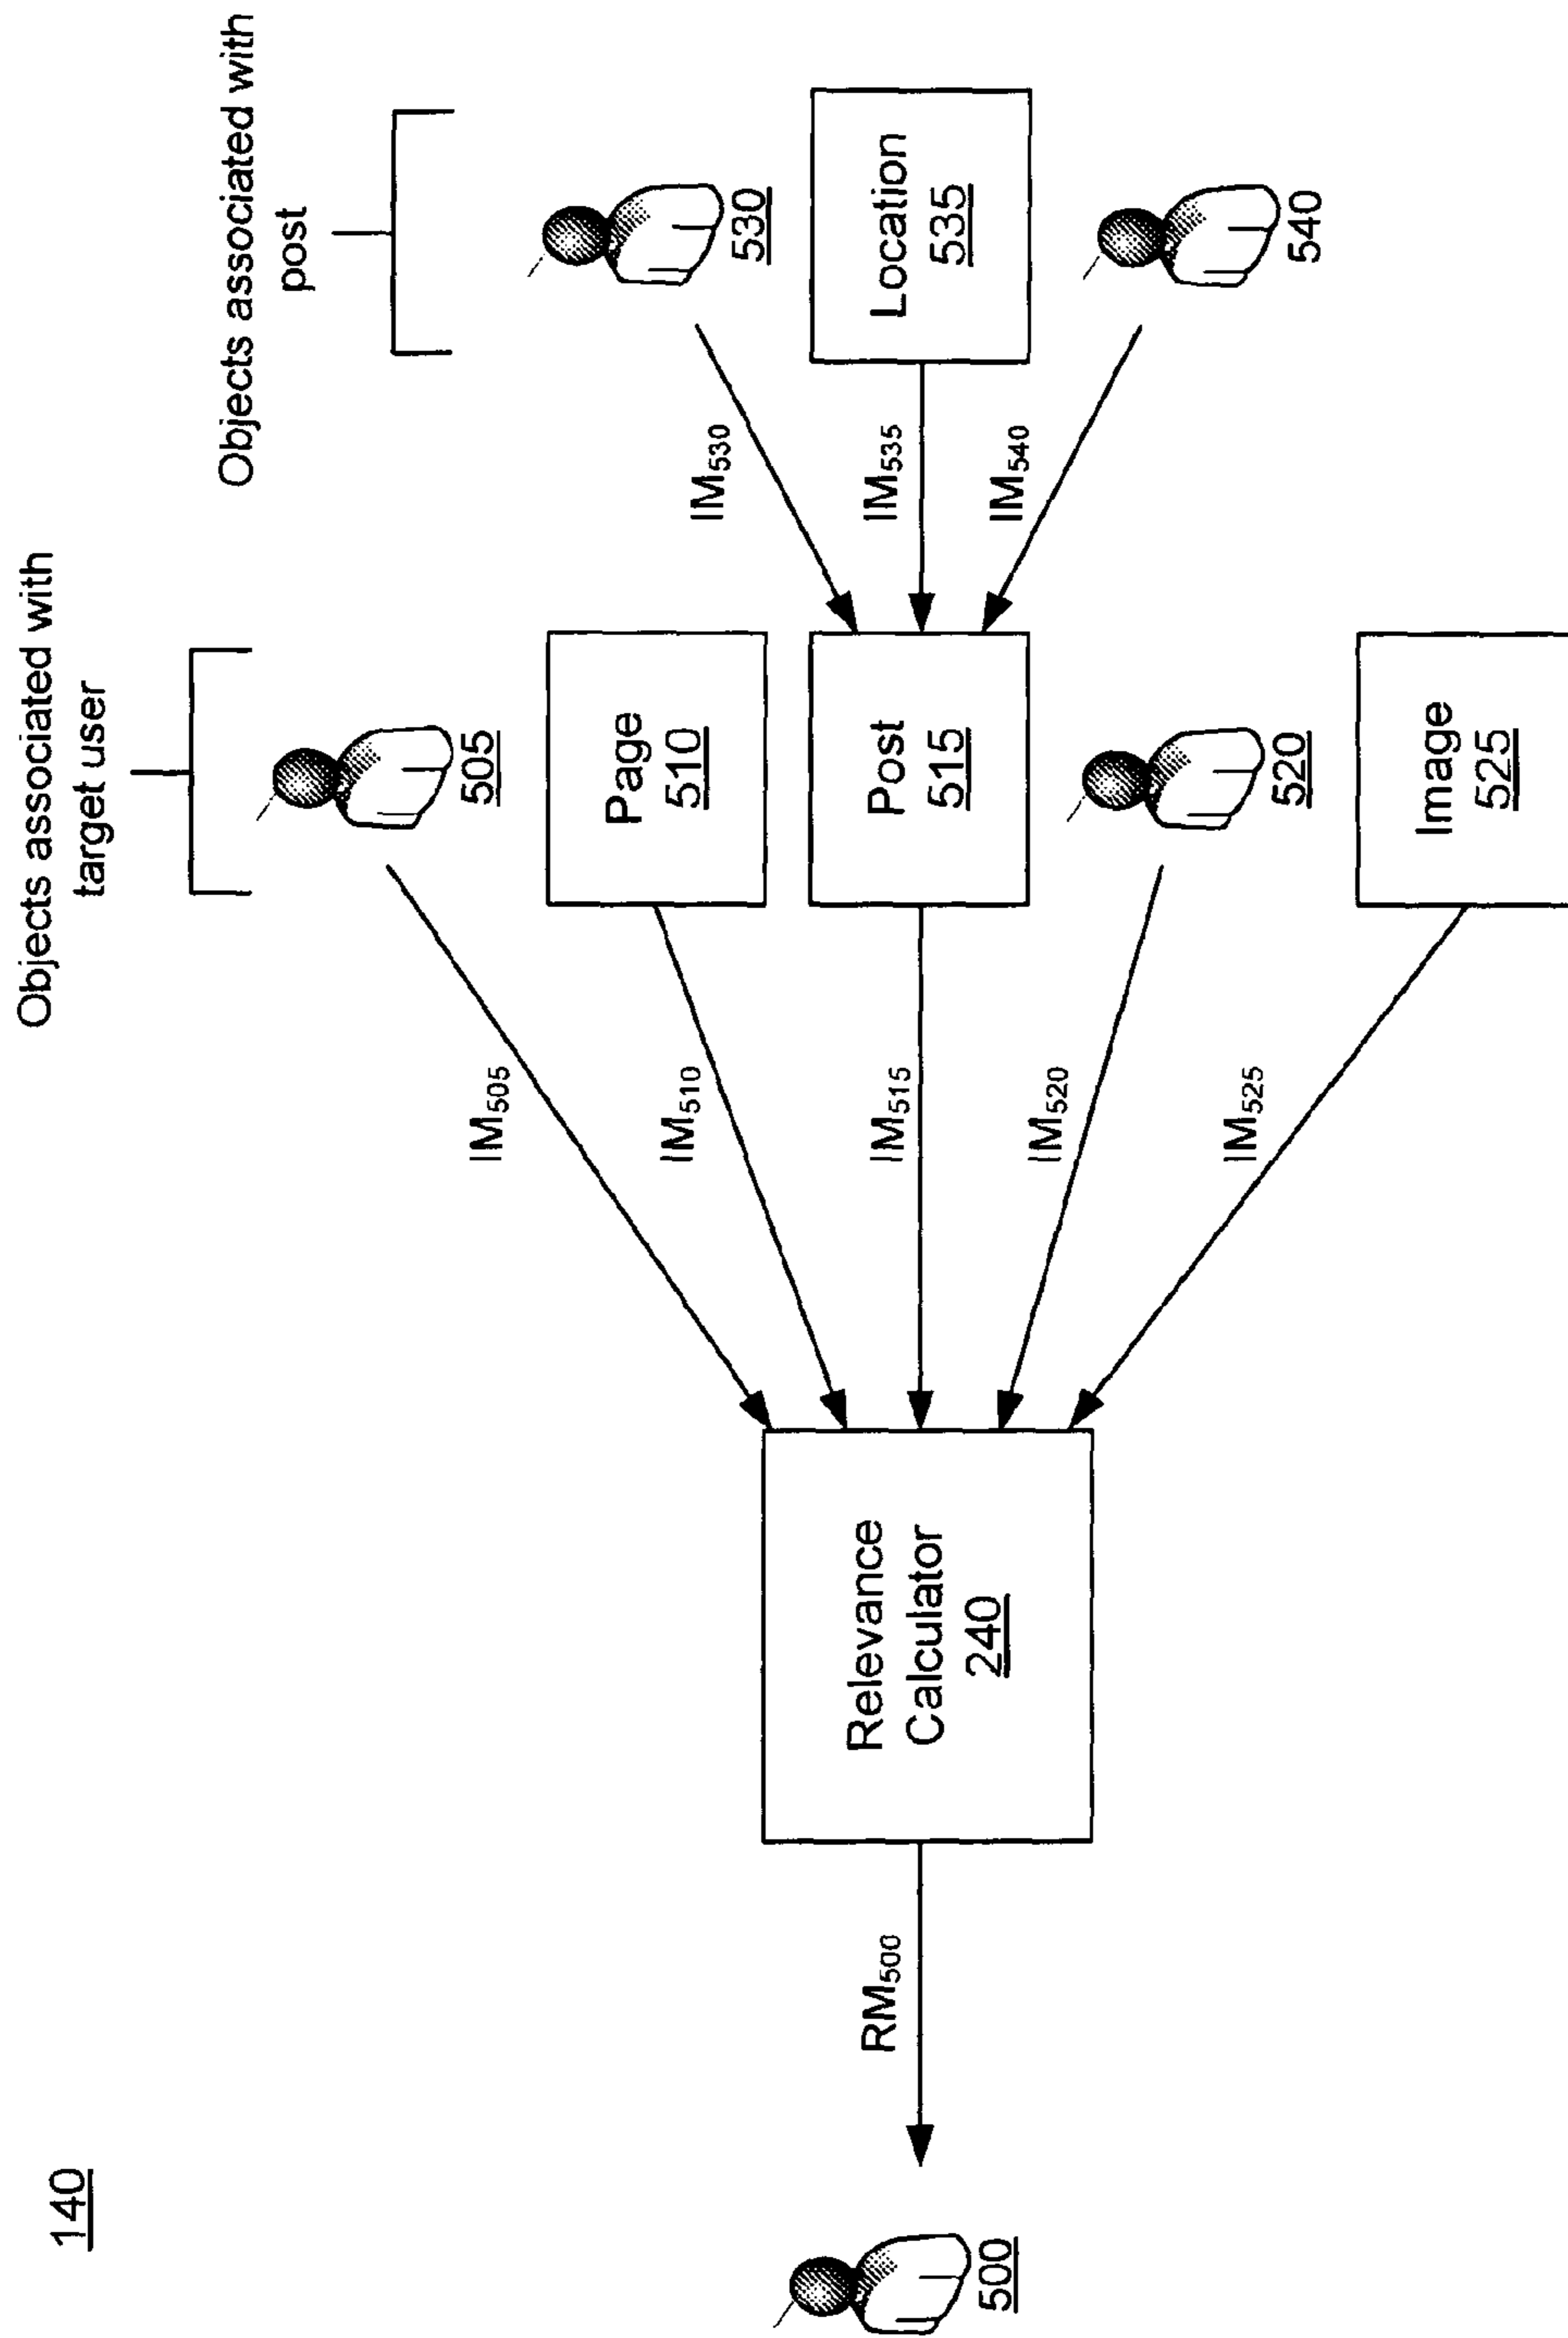 140
Objects associated with
target user
Objects associated with
post
505
530
IM505
IM530
Page
510
IM510
Relevance
Calculator
240
RM500
500
Post
515
IM515
Location
535
IM535
520
IM520
540
IM540
Image
525
IM525